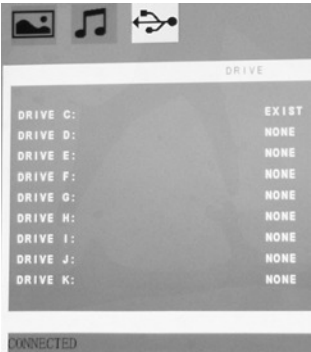 DRIVE
DRIVE C: EXIST
DRIVE D: NONE
DRIVE E: NONE
DRIVE F: NONE
DRIVE G: NONE
DRIVE H: NONE
DRIVE I: NONE
DRIVE J: NONE
DRIVE K: NONE
CONNECTED